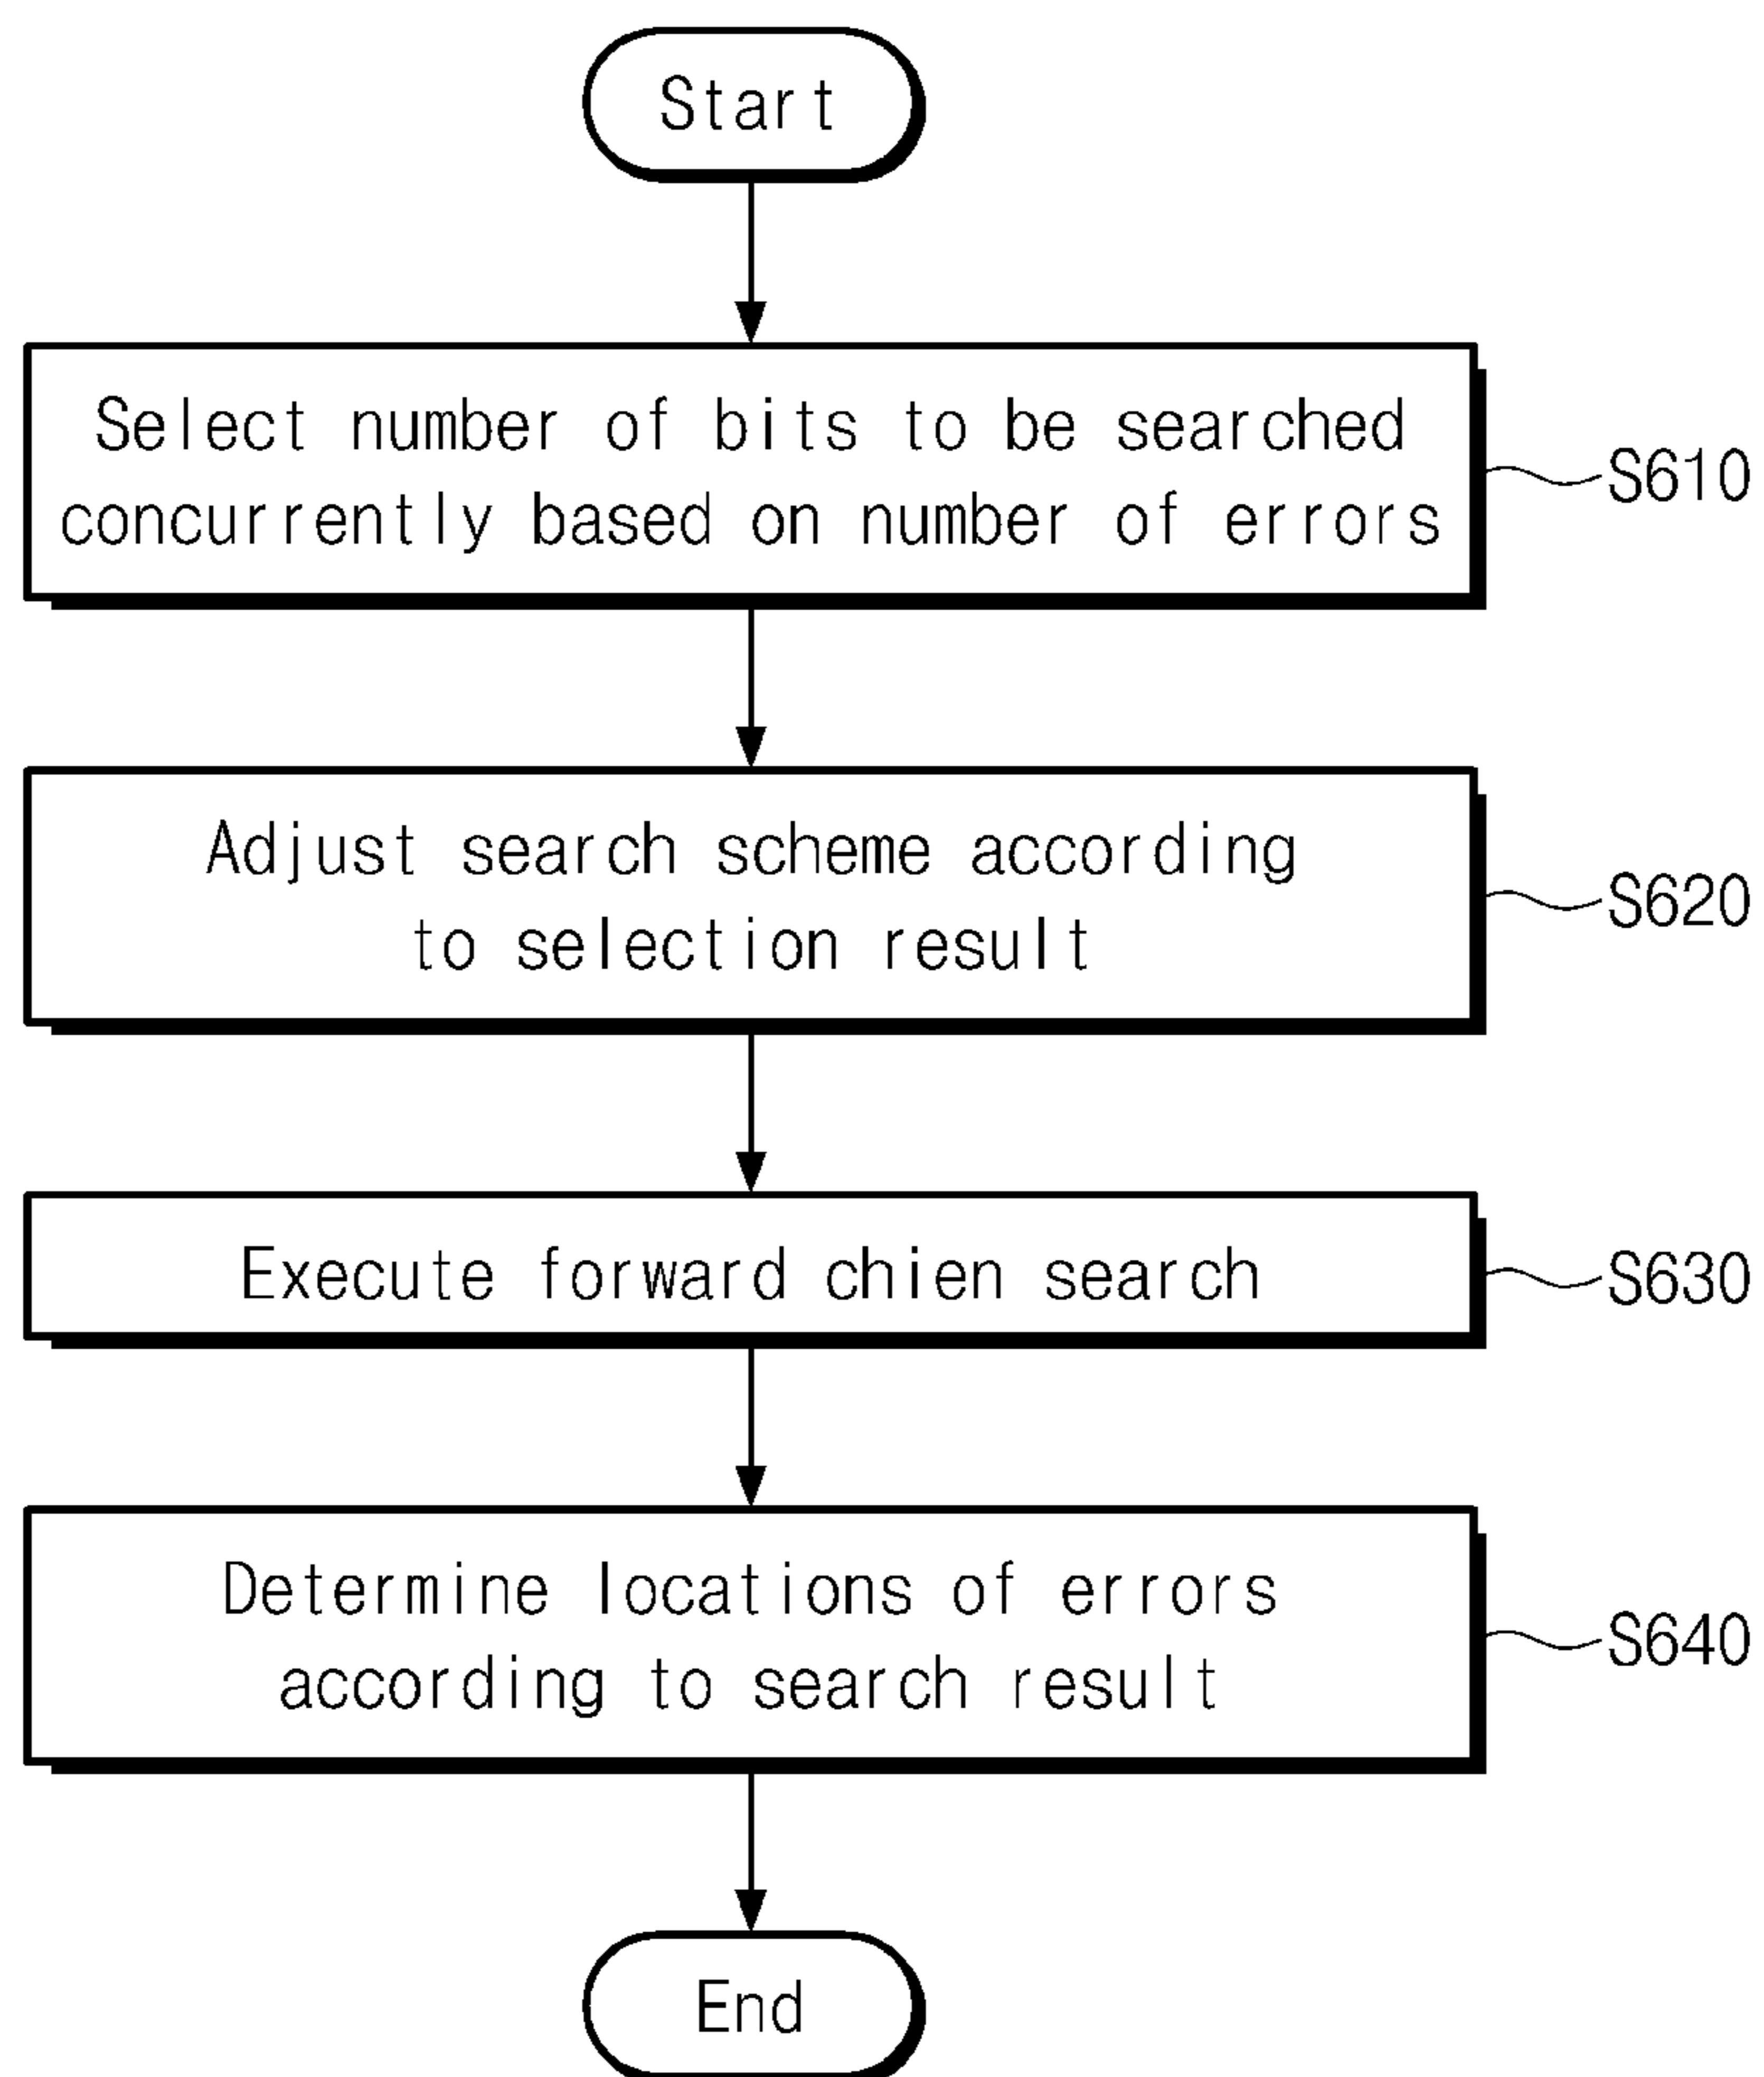 Start
Select number of bits to be searched
concurrently based on number of errors
S610
Adjust search scheme according
to selection result
S620
Execute forward chien search
S630
Determine locations of errors
according to search result
S640
End